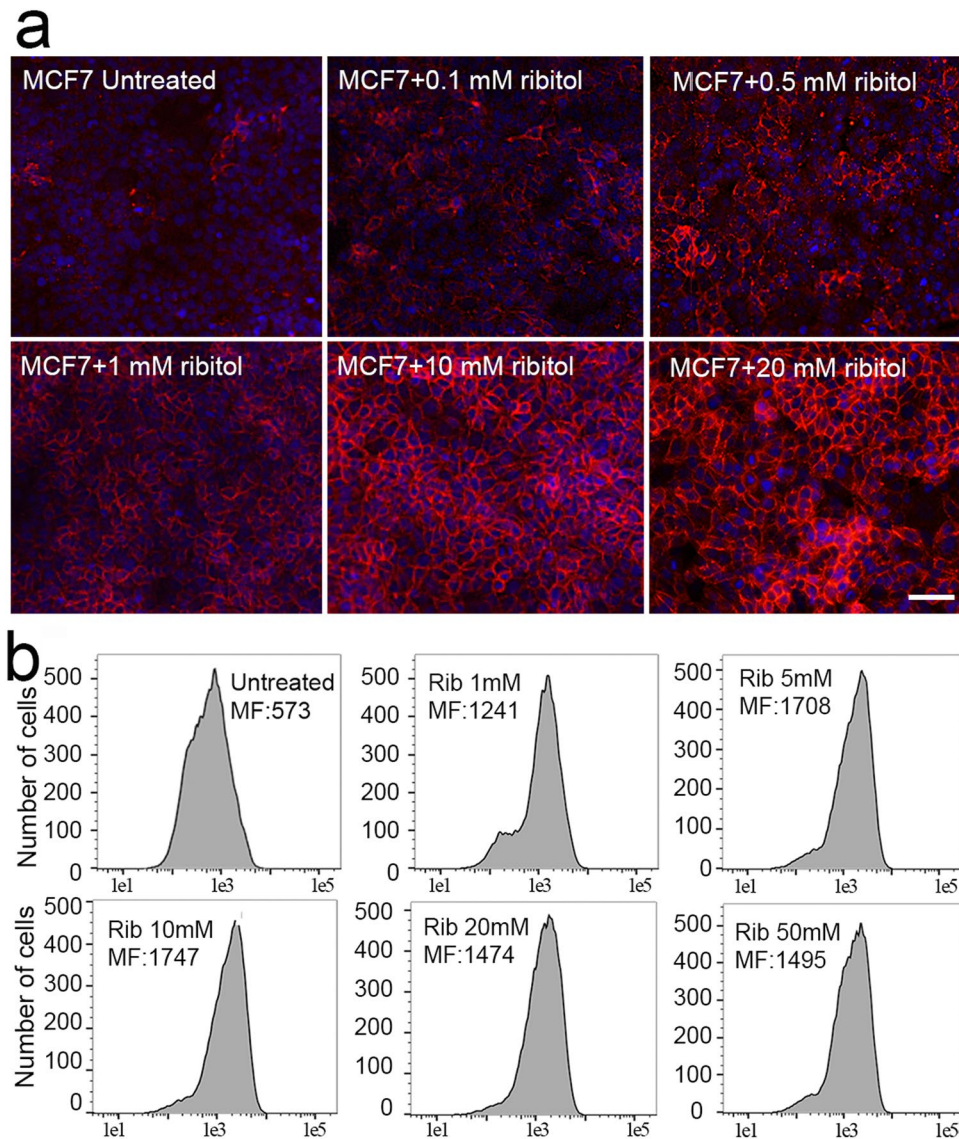 a
MCF7 Untreated
MCF7+0.1 mM ribitol
MCF7+0.5 mM ribitol
MCF7+1 mM ribitol
MCF7+10 mM ribitol
MCF7+20 mM ribitol
b
Number of cells
500
400
300
200
100
0
Untreated
MF:573
1e1
1e3
1e5
500
400
300
200
100
0
Rib 1mM
MF:1241
1e1
1e3
1e5
500
400
300
200
100
0
Rib 5mM
MF:1708
1e1
1e3
1e5
Number of cells
500
400
300
200
100
0
Rib 10mM
MF:1747
1e1
1e3
1e5
500
400
300
200
100
0
Rib 20mM
MF:1474
1e1
1e3
1e5
500
400
300
200
100
0
Rib 50mM
MF:1495
1e1
1e3
1e5